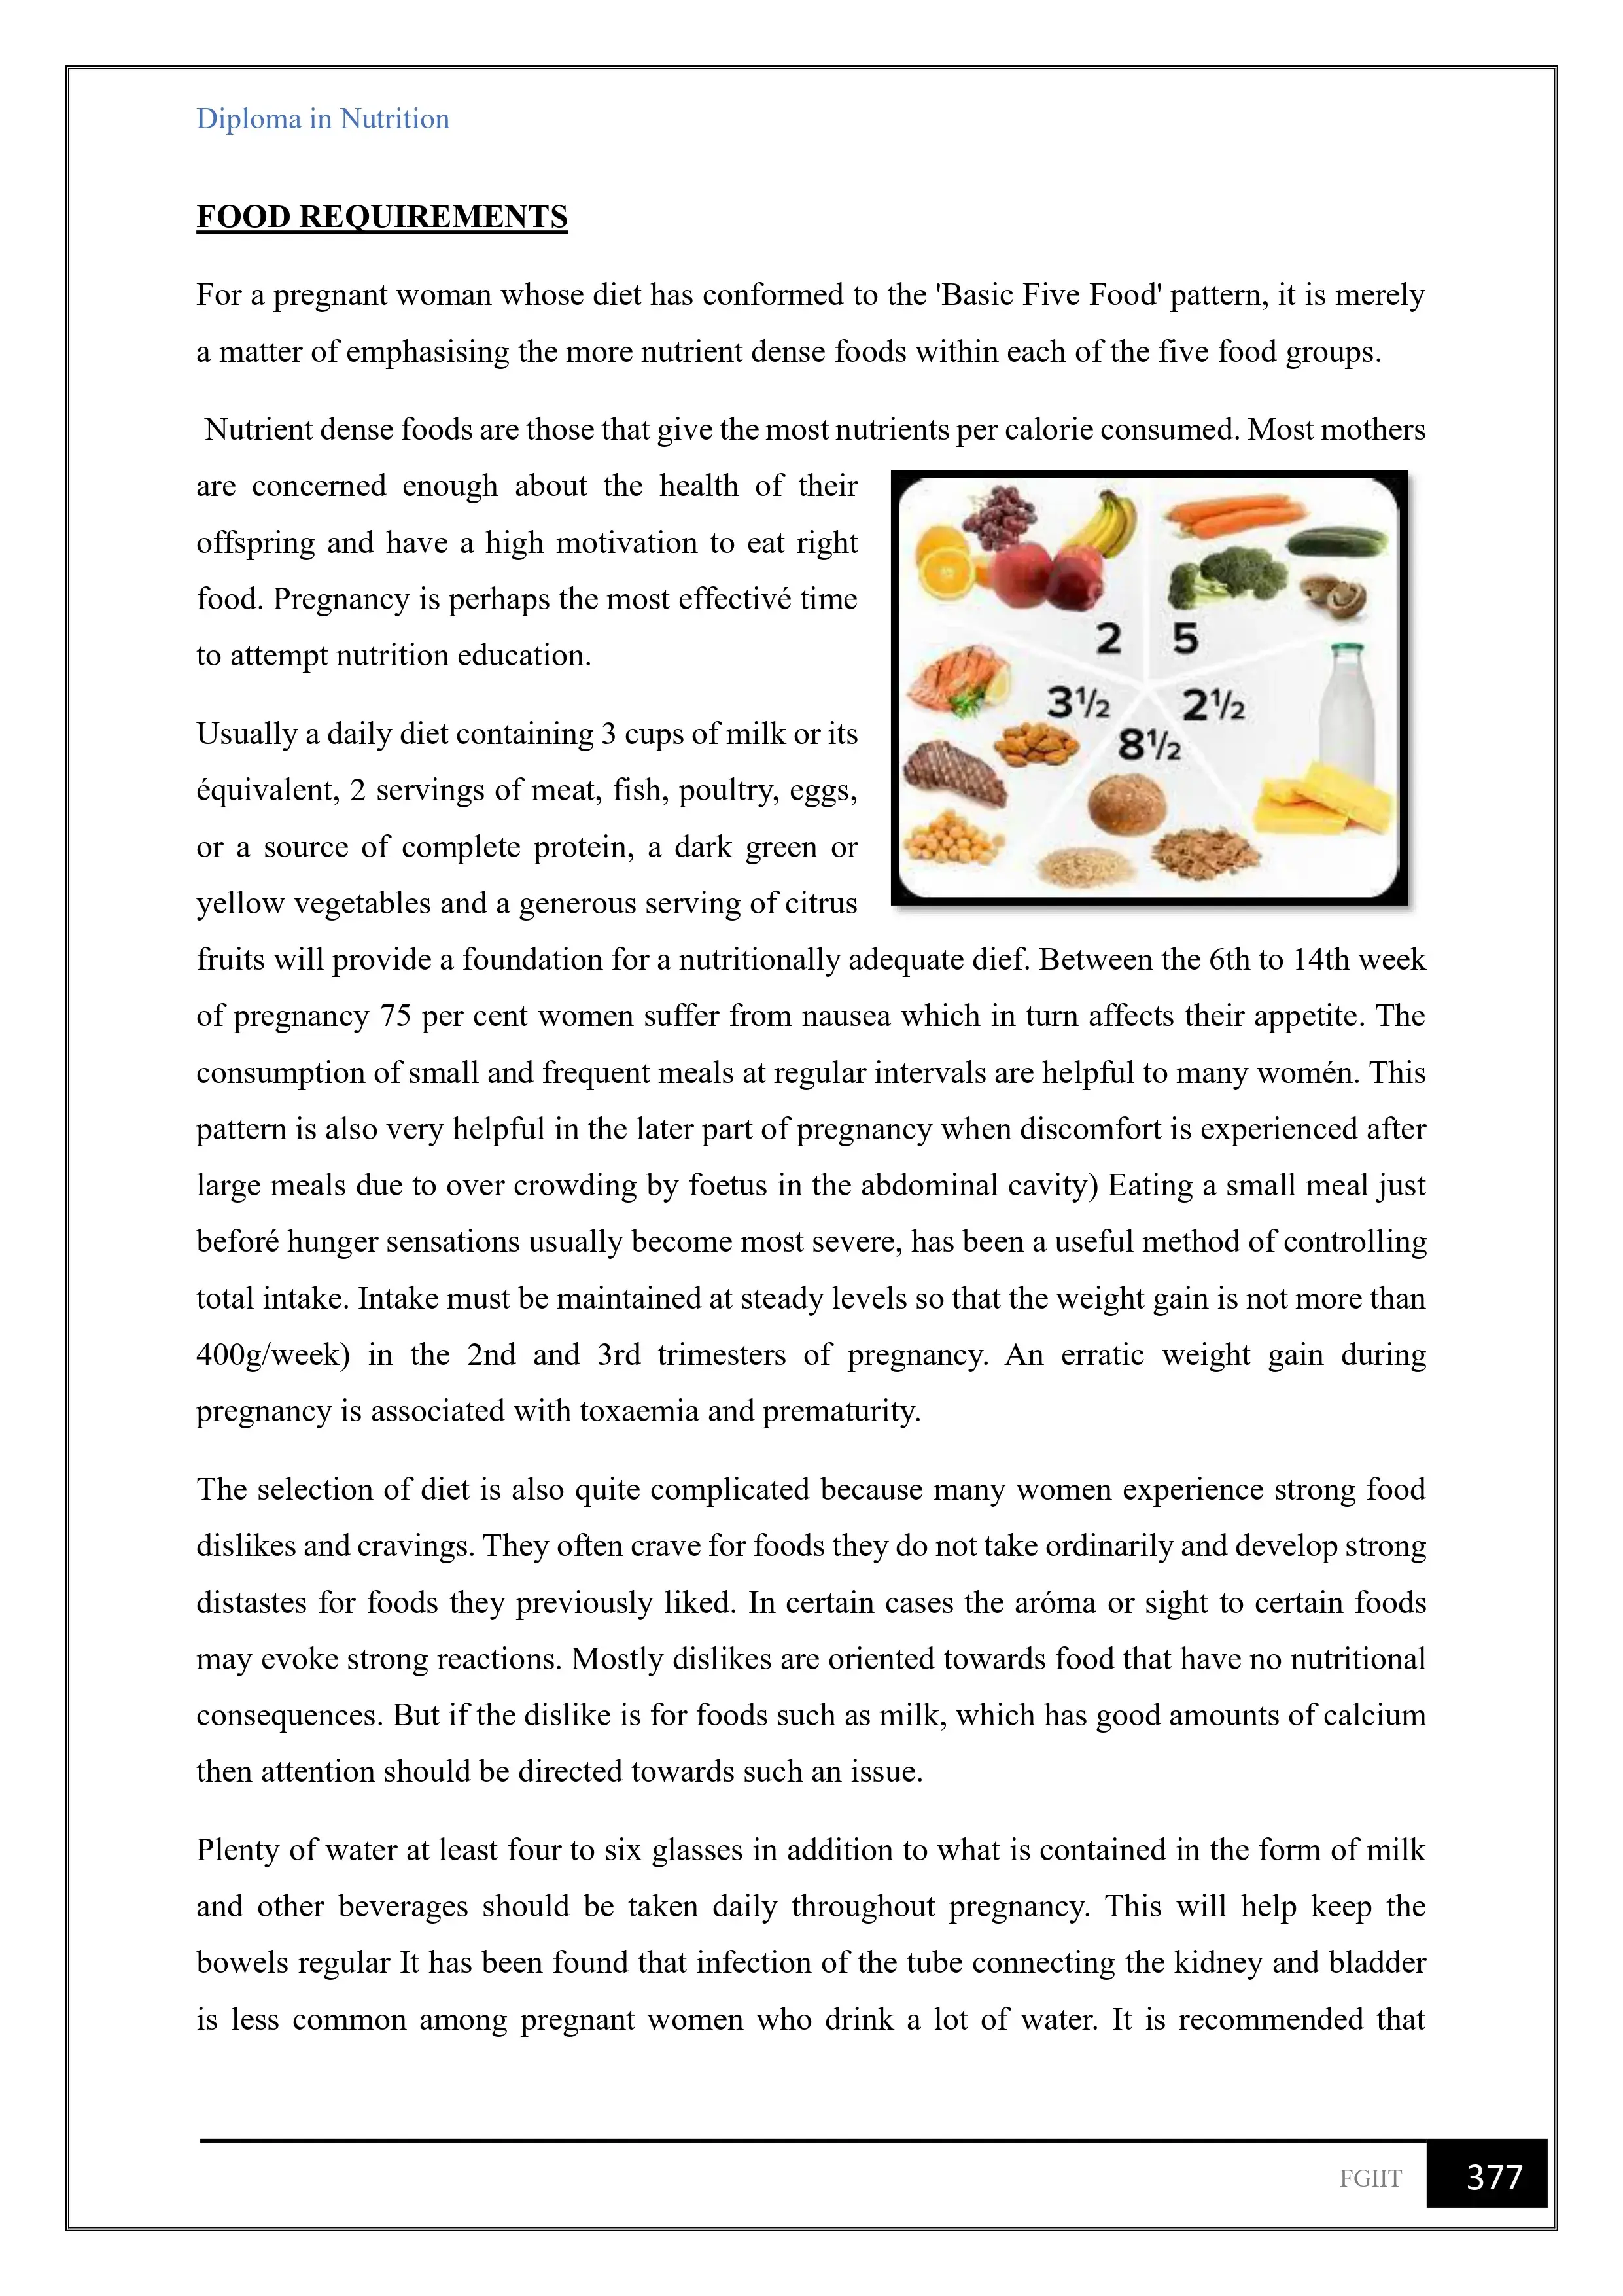 Diploma in Nutrition
FOOD REQUIREMENTS
For a pregnant woman whose diet has conformed to the 'Basic Five Food' pattern, it is merely
a matter of emphasising the more nutrient dense foods within each of the five food groups.
Nutrient dense foods are those that give the most nutrients per calorie consumed. Most mothers
are concerned enough about the health of their
offspring and have a high motivation to eat right
food. Pregnancy is perhaps the most effectivé time
to attempt nutrition education.
Usually a daily diet containing 3 cups of milk or its
équivalent, 2 servings of meat, fish, poultry, eggs,
or a source of complete protein, a dark green or
yellow vegetables and a generous serving of citrus
2 5
3½ 2½
8½
fruits will provide a foundation for a nutritionally adequate dief. Between the 6th to 14th week
of pregnancy 75 per cent women suffer from nausea which in turn affects their appetite. The
consumption of small and frequent meals at regular intervals are helpful to many womén. This
pattern is also very helpful in the later part of pregnancy when discomfort is experienced after
large meals due to over crowding by foetus in the abdominal cavity) Eating a small meal just
beforé hunger sensations usually become most severe, has been a useful method of controlling
total intake. Intake must be maintained at steady levels so that the weight gain is not more than
400g/week) in the 2nd and 3rd trimesters of pregnancy. An erratic weight gain during
pregnancy is associated with toxaemia and prematurity.
The selection of diet is also quite complicated because many women experience strong food
dislikes and cravings. They often crave for foods they do not take ordinarily and develop strong
distastes for foods they previously liked. In certain cases the aróma or sight to certain foods
may evoke strong reactions. Mostly dislikes are oriented towards food that have no nutritional
consequences. But if the dislike is for foods such as milk, which has good amounts of calcium
then attention should be directed towards such an issue.
Plenty of water at least four to six glasses in addition to what is contained in the form of milk
and other beverages should be taken daily throughout pregnancy. This will help keep the
bowels regular It has been found that infection of the tube connecting the kidney and bladder
is less common among pregnant women who drink a lot of water. It is recommended that
FGIIT 377